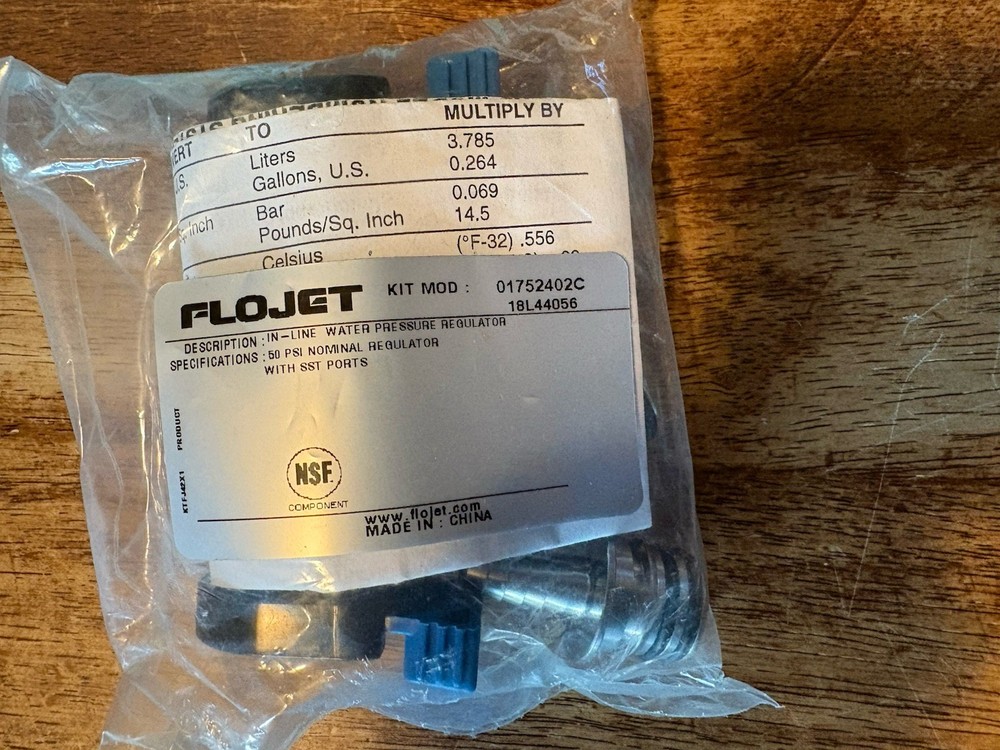 TO MULTIPLY BY
Liters 3.785
Gallons, U.S. 0.264
Inch Bar 0.069
Pounds/Sq. Inch 14.5
Celsius (°F-32) .556
FLOJET KIT MOD : 01752402C
18L44056
DESCRIPTION : IN-LINE WATER PRESSURE REGULATOR
SPECIFICATIONS : 50 PSI NOMINAL REGULATOR
WITH SST PORTS
PRODUCT
NSF
COMPONENT
www.flojet.com
MADE IN : CHINA